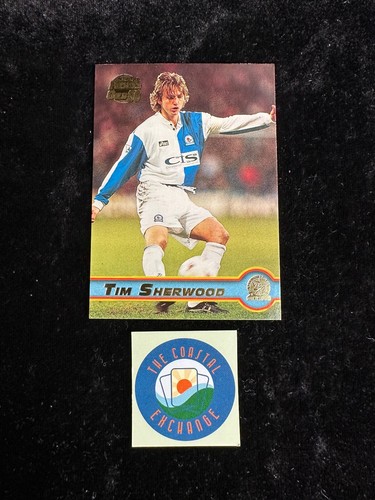 CIS
TIM SHERWOOD
THE COASTAL
EXCHANGE